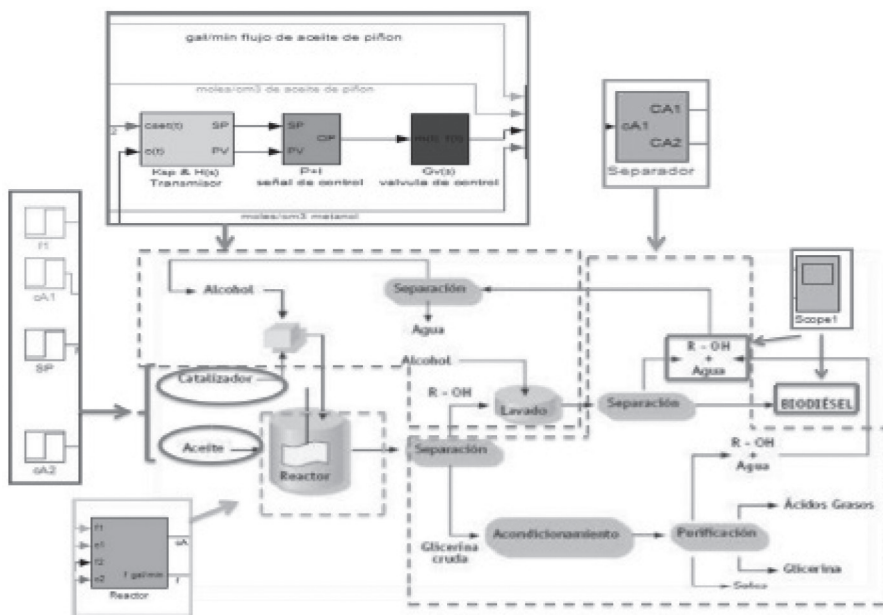 gal/min flujo de aceite de piñon
moles/cm3 de aceite de piñon
2
cset(t)
SP
c(t)
PV
Ksp & H(s)
Transmisor
SP
PV
OP
P+I
señal de control
m(t) f(t)
Gv(s)
valvula de control
moles/cm3 metanol
cA1
CA1
CA2
Separador
f1
cA1
SP
cA2
Scope1
Alcohol
Separación
Agua
Catalizador
Aceite
Reactor
Alcohol
R - OH
Lavado
Separación
R - OH
+
Agua
BIODIÉSEL
Separación
Glicerina
cruda
Acondicionamiento
Purificación
R - OH
+
Agua
Ácidos Grasos
Glicerina
f1
c1
f2
c2
cA
f gal/min
f
Reactor